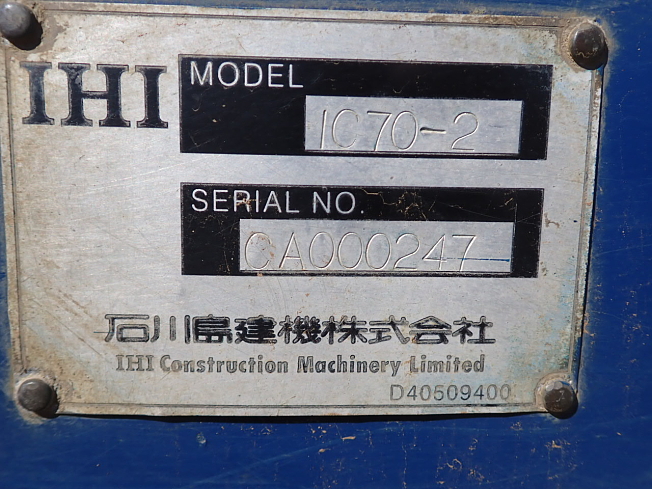 IHI
MODEL
IC70-2
SERIAL NO.
CA000247
石川島建機株式会社
IHI Construction Machinery Limited
D40509400